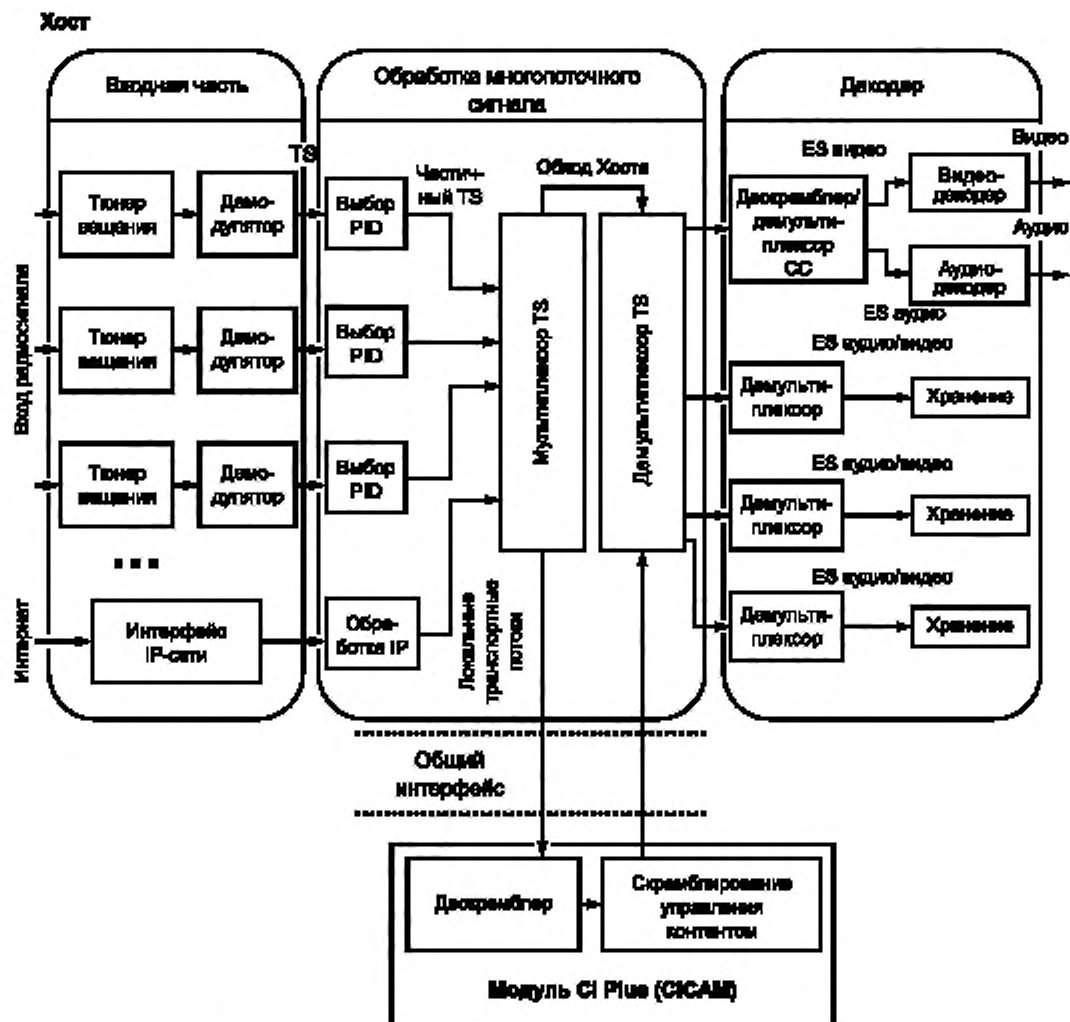 Хост
Входная часть
Обработка многопоточного
сигнала
Декодер
TS
Частич-
ный TS
Обход Хоста
ES видео
Видео
Тюнер
вещания
Демо-
дулятор
Выбор
PID
Дескремблер/
демульти-
плексор
CC
Видео-
декодер
Аудио
Аудио-
декодер
ES аудио
Вход радиосигнала
Тюнер
вещания
Демо-
дулятор
Выбор
PID
Мультиплексор TS
Демультиплексор TS
ES аудио/видео
Демульти-
плексор
Хранение
Тюнер
вещания
Демо-
дулятор
Выбор
PID
ES аудио/видео
Демульти-
плексор
Хранение
Интернет
Интерфейс
IP-сети
Обра-
ботка IP
Локальные
транспортные
потоки
ES аудио/видео
Демульти-
плексор
Хранение
Общий
интерфейс
Дескремблер
Скремблирование
управления
контентом
Модуль CI Plus (CICAM)